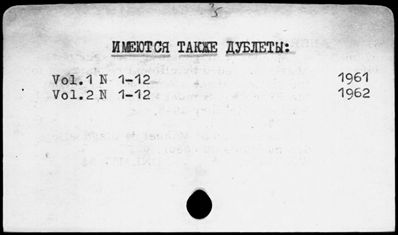 ИМЕЮТСЯ ТАКЖЕ ДУБЛЕТЫ:
Vol.1 N 1-12 1961
Vol.2 N 1-12 1962